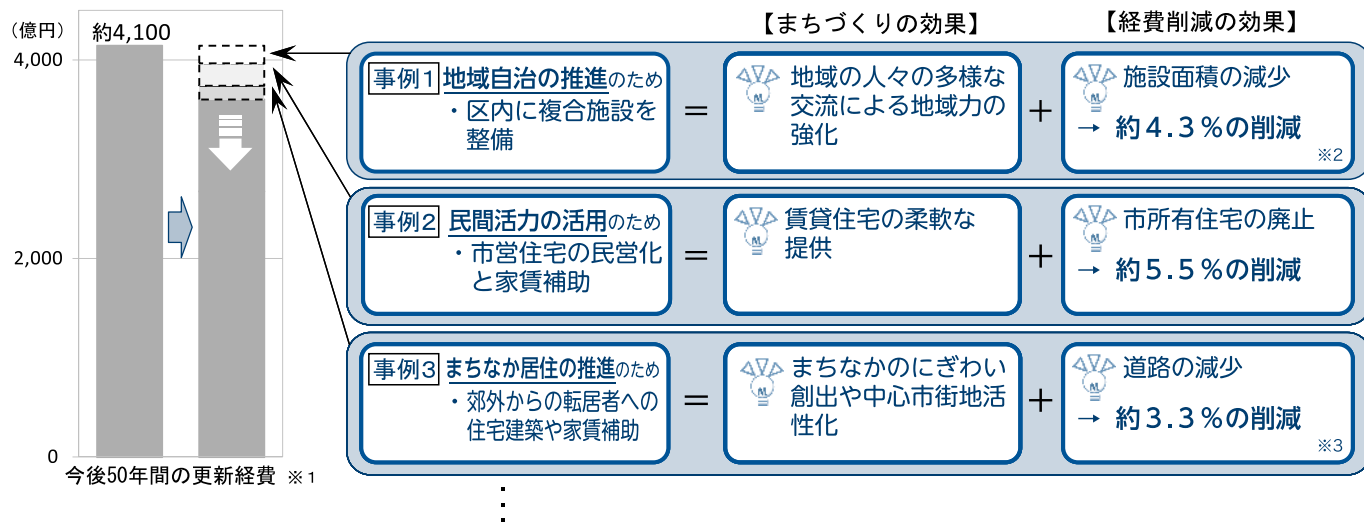 (億円)
約4,100
4,000
2,000
0
今後50年間の更新経費 ※1
【まちづくりの効果】
【経費削減の効果】
事例1 地域自治の推進のため
・区内に複合施設を
整備
=
地域の人々の多様な
交流による地域力の
強化
+
施設面積の減少
→ 約4.3%の削減
※2
事例2 民間活力の活用のため
・市営住宅の民営化
と家賃補助
=
賃貸住宅の柔軟な
提供
+
市所有住宅の廃止
→ 約5.5%の削減
事例3 まちなか居住の推進のため
・郊外からの転居者への
住宅建築や家賃補助
=
まちなかのにぎわい
創出や中心市街地活
性化
+
道路の減少
→ 約3.3%の削減
※3
⋮